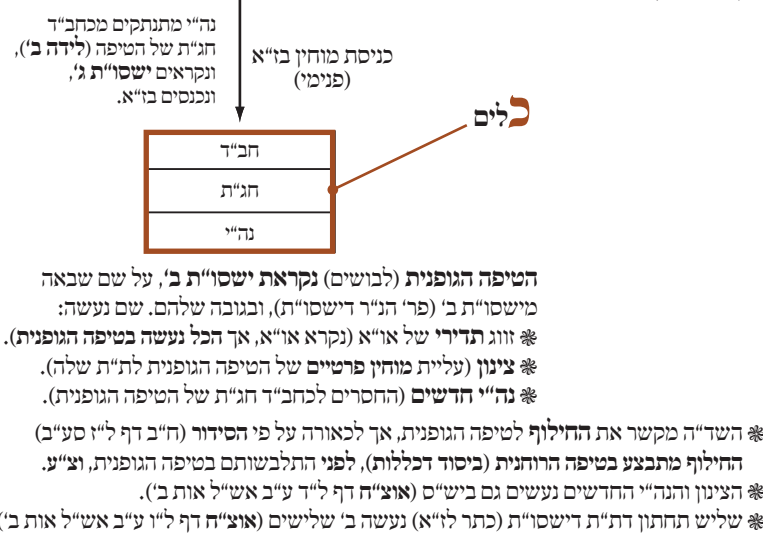 נה״י מתנתקים מכחב״ד
חג״ת של הטיפה (לידה ב׳),
ונקראים ישסו״ת ג׳,
ונכנסים בז״א.
כניסת מוחין בז״א
(פנימי)
כלים
חב״ד
חג״ת
נה״י
הטיפה הגופנית (לבושים) נקראת ישסו״ת ב׳, על שם שבאה
מישסו״ת ב׳ (פר׳ הנ״ר דישסו״ת), ובגובה שלהם. שם נעשה:
❃ זווג תדירי של או״א (נקרא או״א, אך הכל נעשה בטיפה הגופנית).
❃ צינון (עליית מוחין פרטיים של הטיפה הגופנית לת״ת שלה).
❃ נה״י חדשים (החסרים לכחב״ד חג״ת של הטיפה הגופנית).
❃ השד״ה מקשר את החילוף לטיפה הגופנית, אך לכאורה על פי הסידור (ח״ב דף ל״ז סע״ב)
החילוף מתבצע בטיפה הרוחנית (ביסוד דכללות), לפני התלבשותם בטיפה הגופנית, וצ״ע.
❃ הצינון והנה״י החדשים נעשים גם ביש״ס (אוצ״ח דף ל״ד ע״ב אש״ל אות ב׳).
❃ שליש תחתון דת״ת דישסו״ת (כתר לז״א) נעשה ב׳ שלישים (אוצ״ח דף ל״ו ע״ב אש״ל אות ב׳)